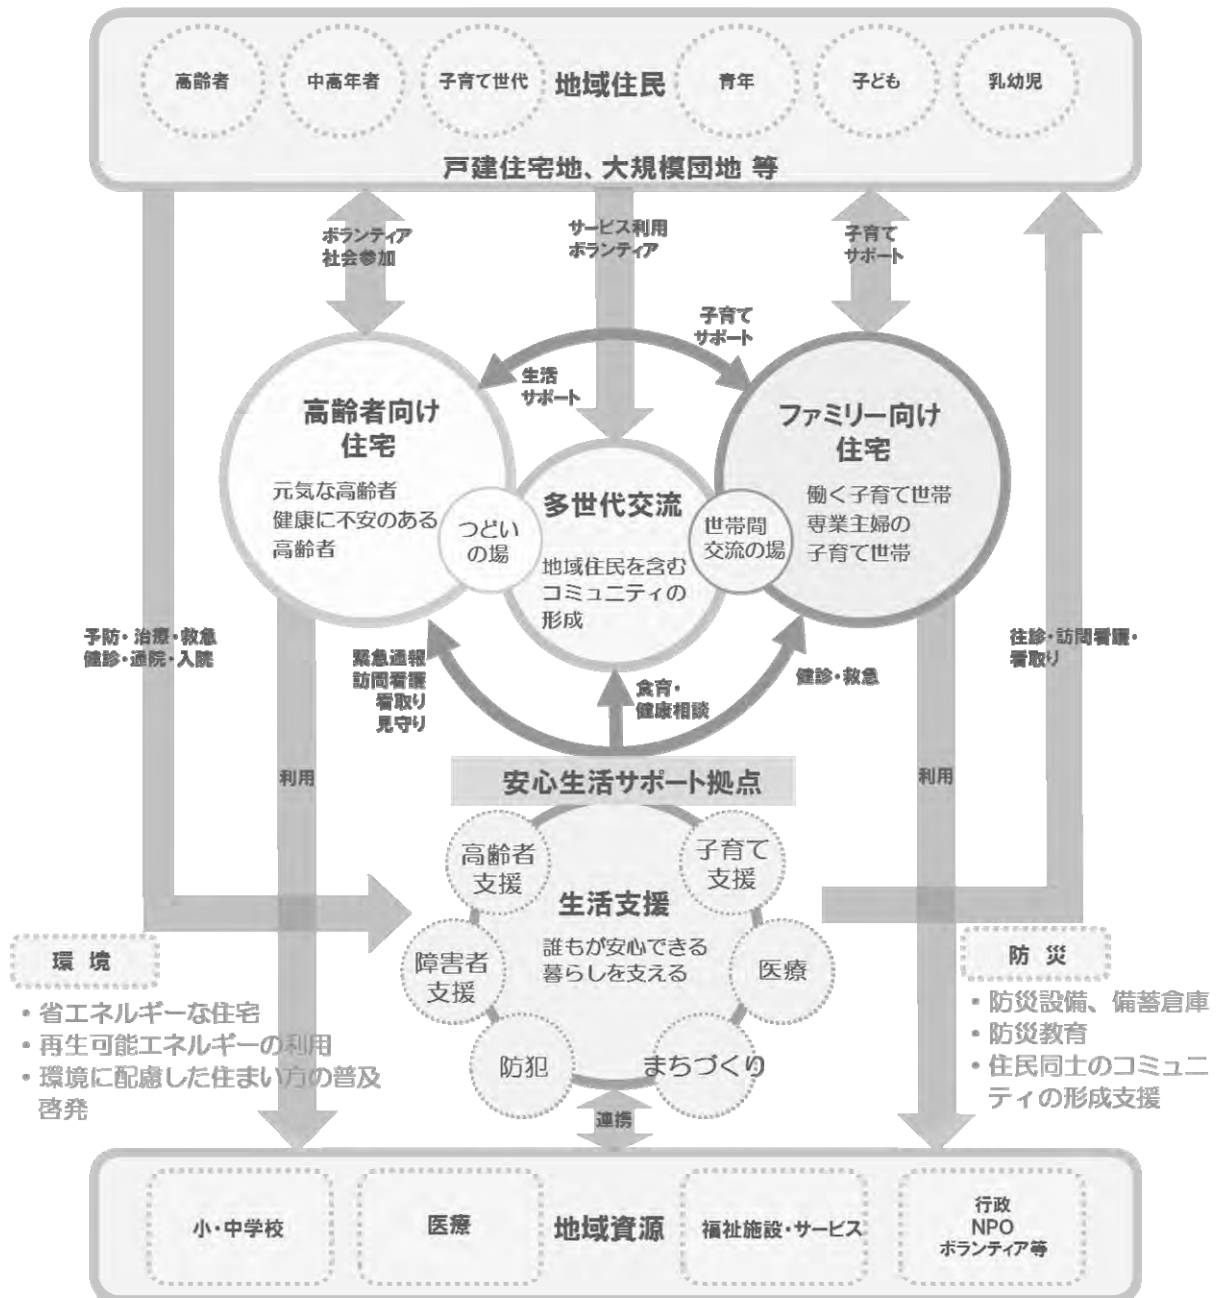 高齢者
中高年者
子育て世代
地域住民
青年
子ども
乳幼児
戸建住宅地、大規模団地 等
ボランティア
社会参加
サービス利用
ボランティア
子育て
サポート
子育て
サポート
生活
サポート
高齢者向け
住宅
元気な高齢者
健康に不安のある
高齢者
つどい
の場
多世代交流
地域住民を含む
コミュニティの
形成
世帯間
交流の場
ファミリー向け
住宅
働く子育て世帯
専業主婦の
子育て世帯
予防・治療・救急
健診・通院・入院
緊急通報
訪問看護
看取り
見守り
食育・
健康相談
健診・救急
往診・訪問看護・
看取り
利用
安心生活サポート拠点
利用
高齢者
支援
子育て
支援
生活支援
誰もが安心できる
暮らしを支える
障害者
支援
医療
防犯
まちづくり
環 境
・省エネルギーな住宅
・再生可能エネルギーの利用
・環境に配慮した住まい方の普及
啓発
防 災
・防災設備、備蓄倉庫
・防災教育
・住民同士のコミュニ
ティの形成支援
連携
小・中学校
医療
地域資源
福祉施設・サービス
行政
NPO
ボランティア等